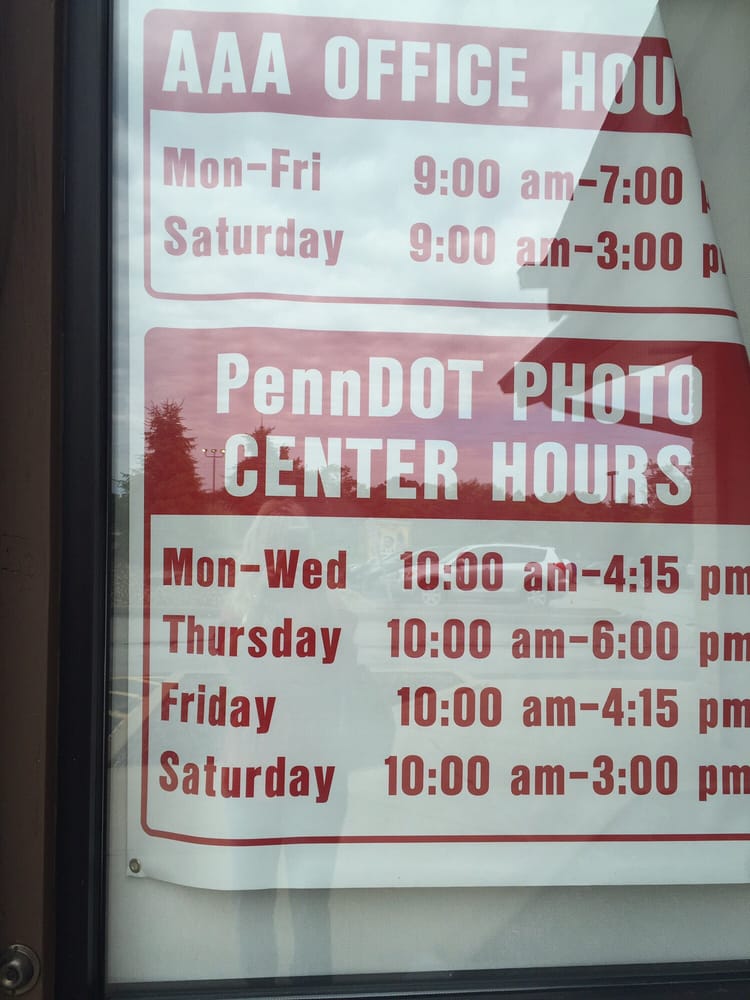 AAA OFFICE HOU
Mon-Fri 9:00 am-7:00 p
Saturday 9:00 am-3:00 p
PennDOT PHOTO
CENTER HOURS
Mon-Wed 10:00 am-4:15 pm
Thursday 10:00 am-6:00 pm
Friday 10:00 am-4:15 pm
Saturday 10:00 am-3:00 pm